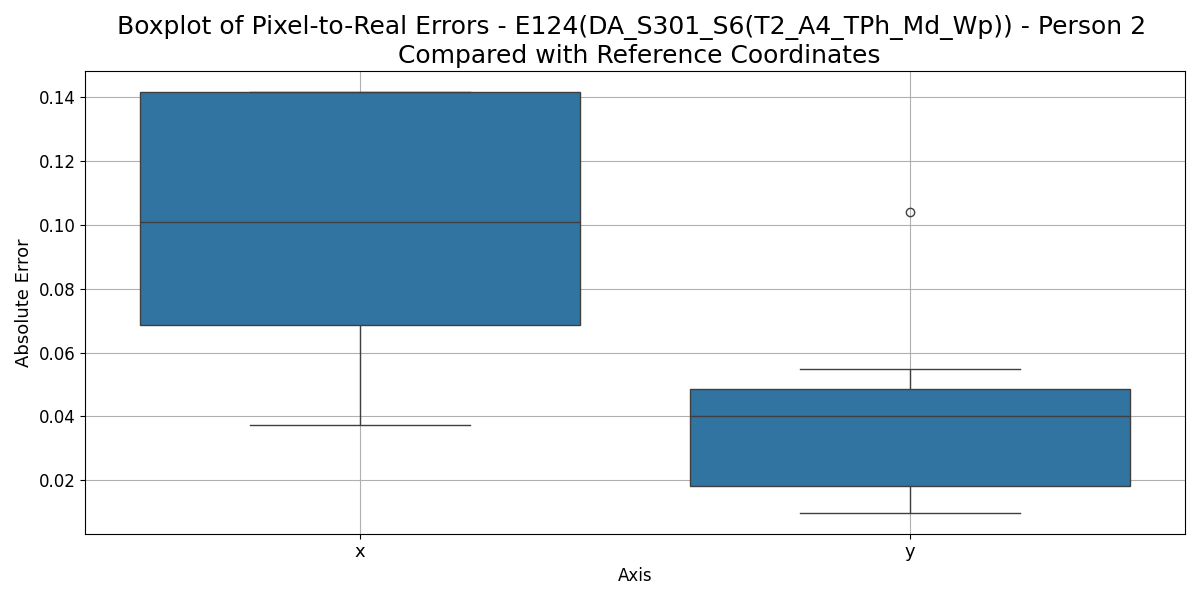 Boxplot of Pixel-to-Real Errors - E124(DA_S301_S6(T2_A4_TPh_Md_Wp)) - Person 2
Compared with Reference Coordinates
Absolute Error
0.14
0.12
0.10
0.08
0.06
0.04
0.02
x
y
Axis